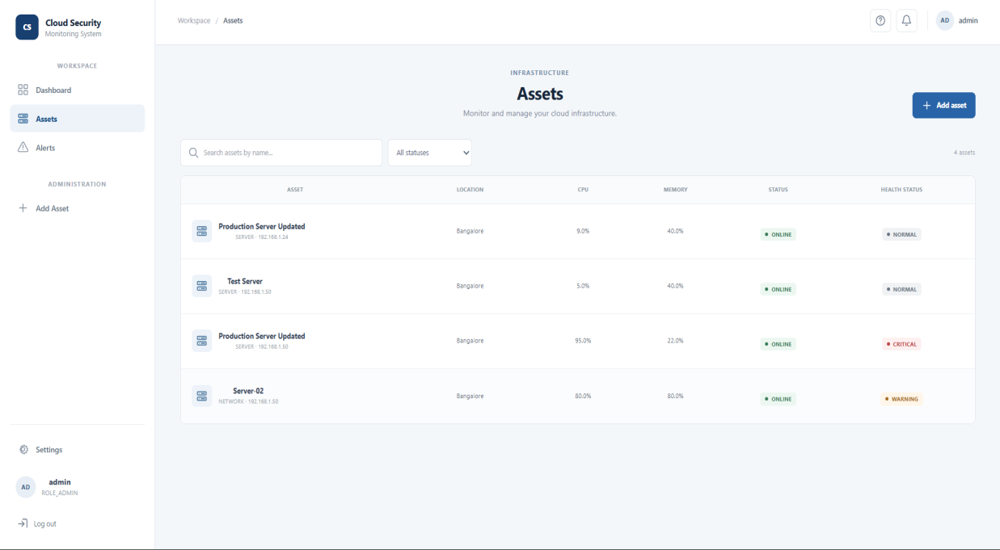 CS
Cloud Security
Monitoring System
WORKSPACE
Dashboard
Assets
Alerts
ADMINISTRATION
Add Asset
Settings
AD
admin
ROLE_ADMIN
Log out
Workspace / Assets
AD admin
INFRASTRUCTURE
Assets
Monitor and manage your cloud infrastructure.
Add asset
Search assets by name...
All statuses
4 assets
ASSET LOCATION CPU MEMORY STATUS HEALTH STATUS
Production Server Updated
SERVER · 192.168.1.24
Bangalore 9.0% 40.0% ONLINE NORMAL
Test Server
SERVER · 192.168.1.50
Bangalore 5.0% 40.0% ONLINE NORMAL
Production Server Updated
SERVER · 192.168.1.50
Bangalore 95.0% 22.0% ONLINE CRITICAL
Server-02
NETWORK · 192.168.1.50
Bangalore 80.0% 80.0% ONLINE WARNING